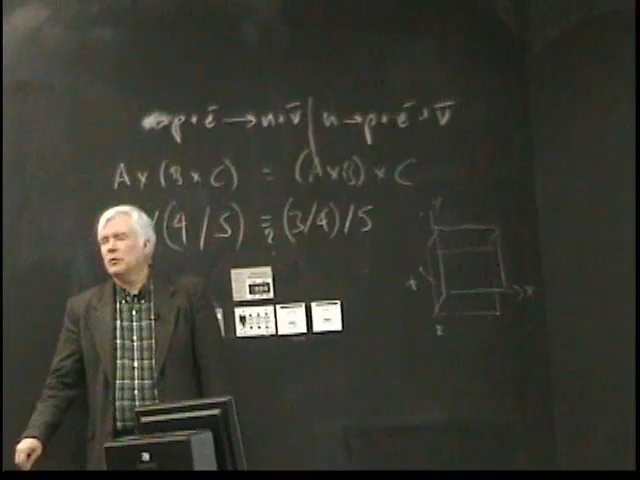 p + e⁻ → n + ν̄ | n → p + e⁻ + ν̄
A × (B × C) = (A × B) × C
/(4/5) =? (3/4)/5
Y
X
z